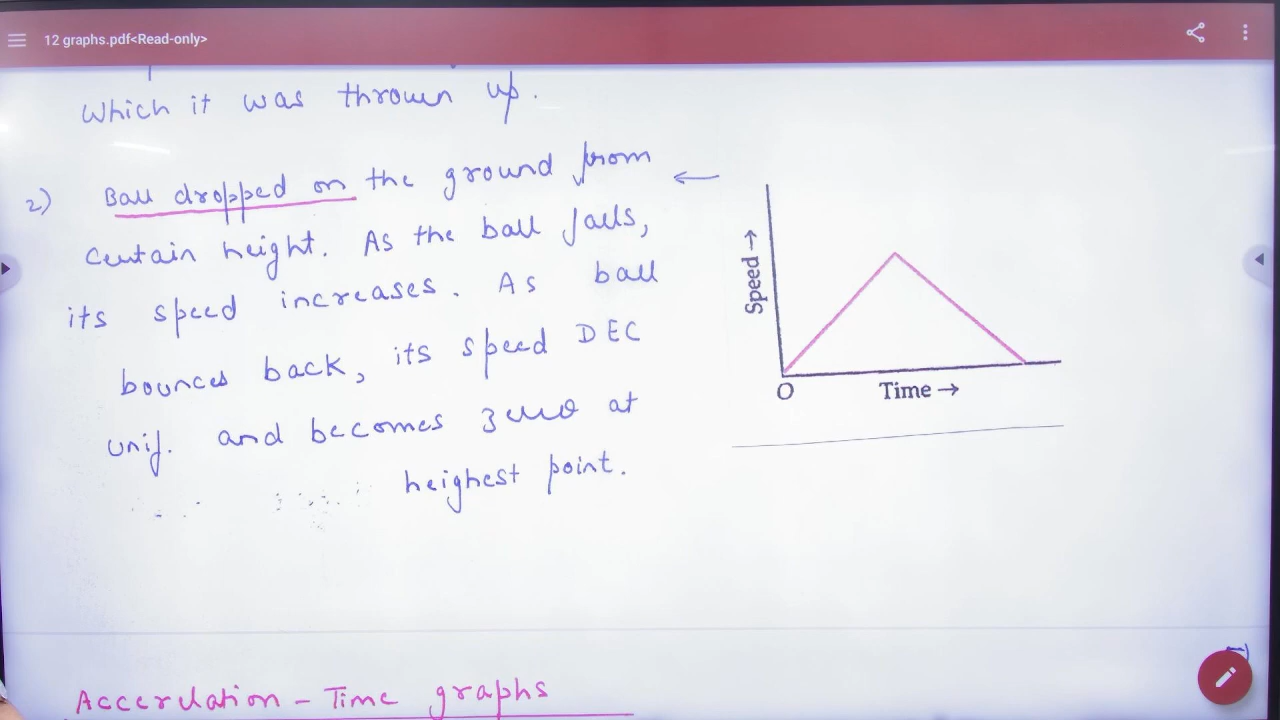 12 graphs.pdf<Read-only>
Which it was thrown up.
2) Ball dropped on the ground from
certain height. As the ball falls,
its speed increases. As ball
bounces back, its speed DEC
unif. and becomes zero at
heighest point.
Speed →
O
Time →
Accerelation - Time graphs